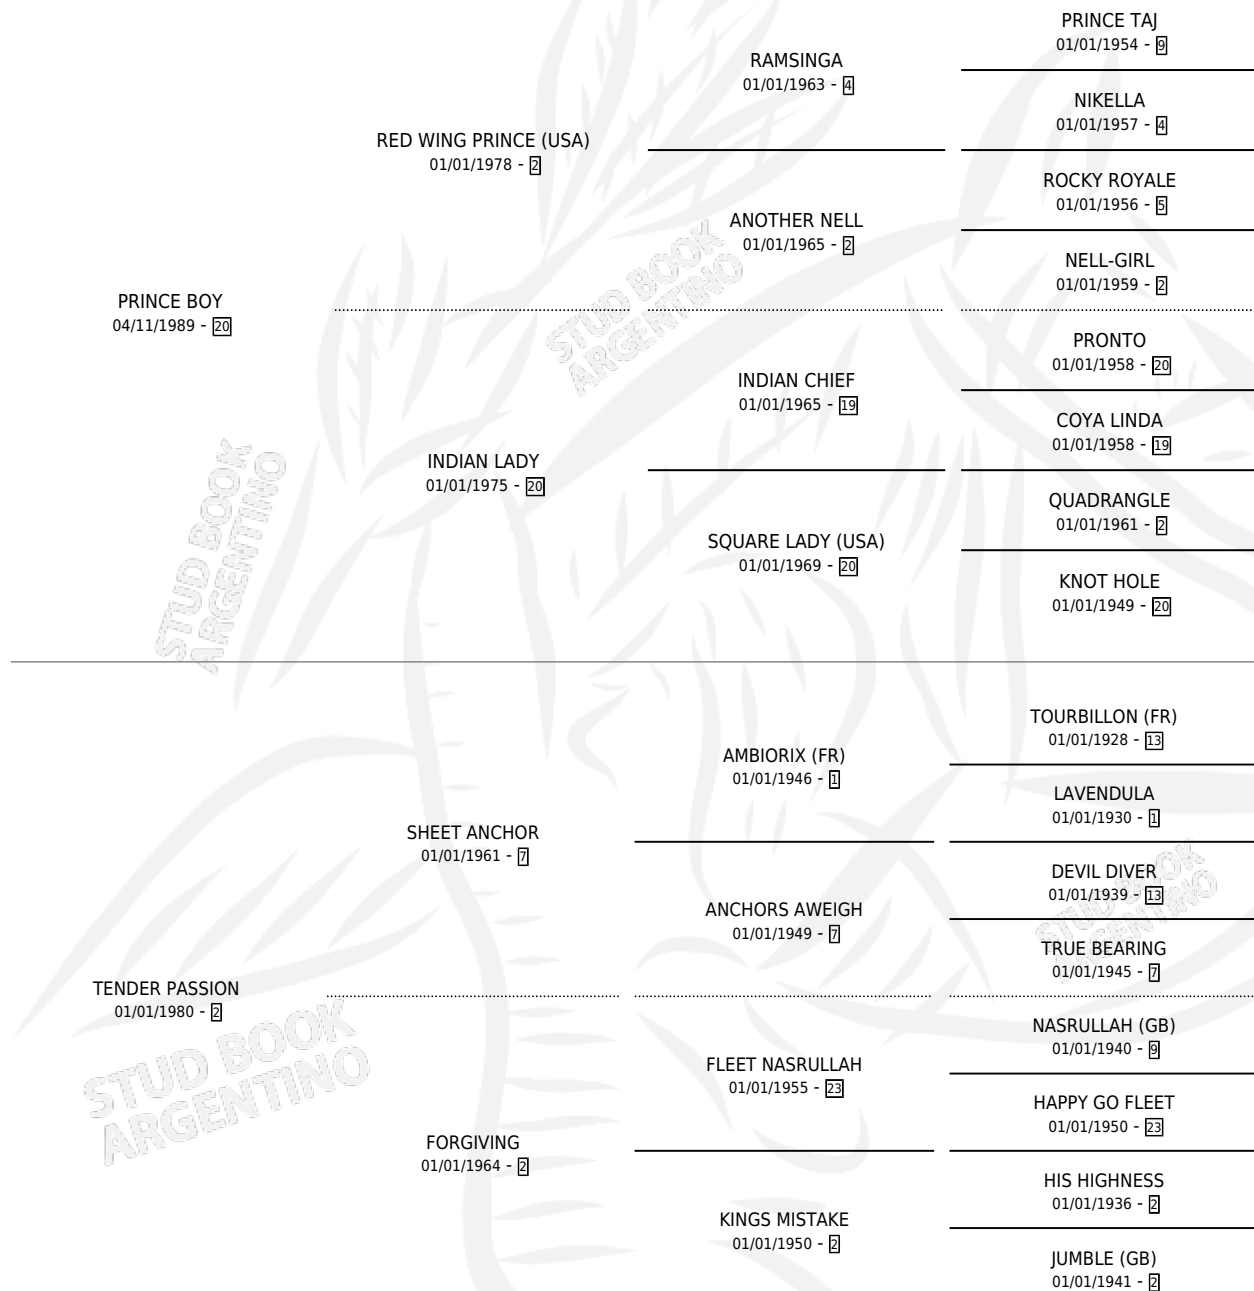 PRINCE TAJ
01/01/1954 - 9
RAMSINGA
01/01/1963 - 4
NIKELLA
01/01/1957 - 4
RED WING PRINCE (USA)
01/01/1978 - 2
ROCKY ROYALE
01/01/1956 - 5
ANOTHER NELL
01/01/1965 - 2
NELL-GIRL
01/01/1959 - 2
PRINCE BOY
04/11/1989 - 20
PRONTO
01/01/1958 - 20
INDIAN CHIEF
01/01/1965 - 19
COYA LINDA
01/01/1958 - 19
INDIAN LADY
01/01/1975 - 20
QUADRANGLE
01/01/1961 - 2
SQUARE LADY (USA)
01/01/1969 - 20
KNOT HOLE
01/01/1949 - 20
TOURBILLON (FR)
01/01/1928 - 13
AMBIORIX (FR)
01/01/1946 - 1
LAVENDULA
01/01/1930 - 1
SHEET ANCHOR
01/01/1961 - 7
DEVIL DIVER
01/01/1939 - 13
ANCHORS AWEIGH
01/01/1949 - 7
TRUE BEARING
01/01/1945 - 7
TENDER PASSION
01/01/1980 - 2
NASRULLAH (GB)
01/01/1940 - 9
FLEET NASRULLAH
01/01/1955 - 23
HAPPY GO FLEET
01/01/1950 - 23
FORGIVING
01/01/1964 - 2
HIS HIGHNESS
01/01/1936 - 2
KINGS MISTAKE
01/01/1950 - 2
JUMBLE (GB)
01/01/1941 - 2
STUD BOOK
ARGENTINO
STUD BOOK
ARGENTINO
STUD BOOK
ARGENTINO
STUD BOOK
ARGENTINO